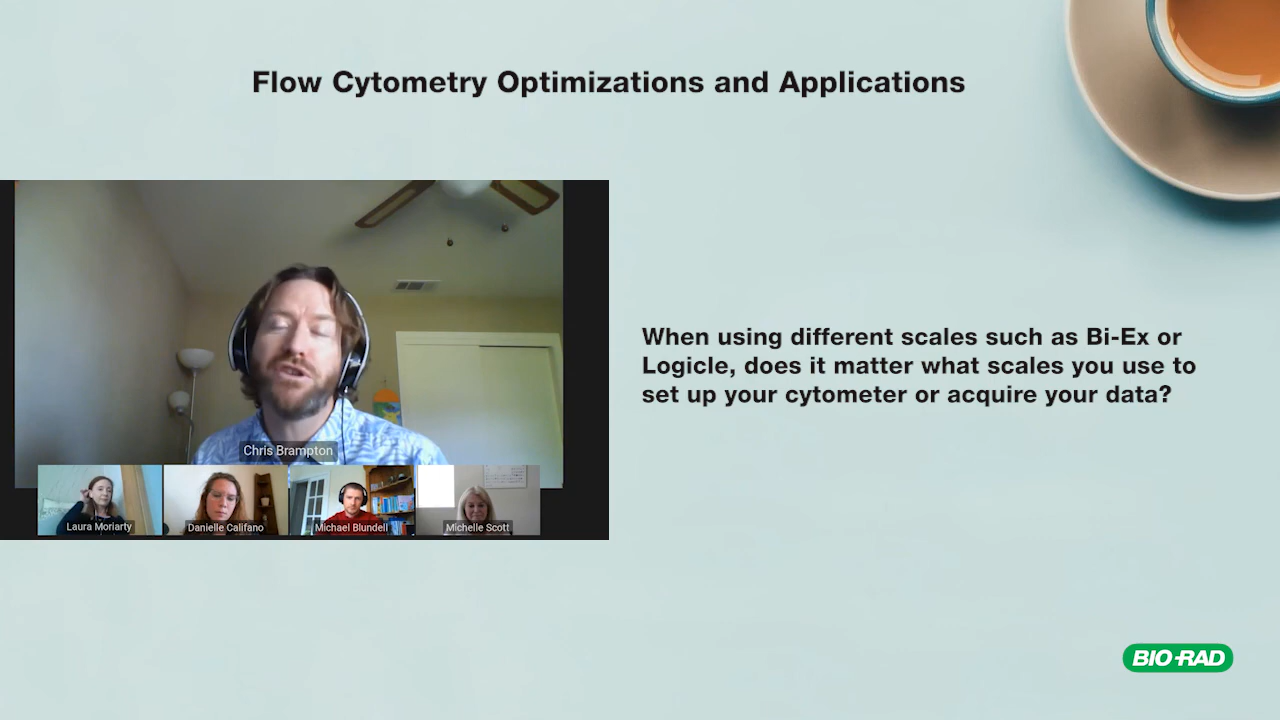 Flow Cytometry Optimizations and Applications
When using different scales such as Bi-Ex or
Logicle, does it matter what scales you use to
set up your cytometer or acquire your data?
Chris Brampton
Laura Moriarty
Danielle Califano
Michael Blundell
Michelle Scott
BIO-RAD